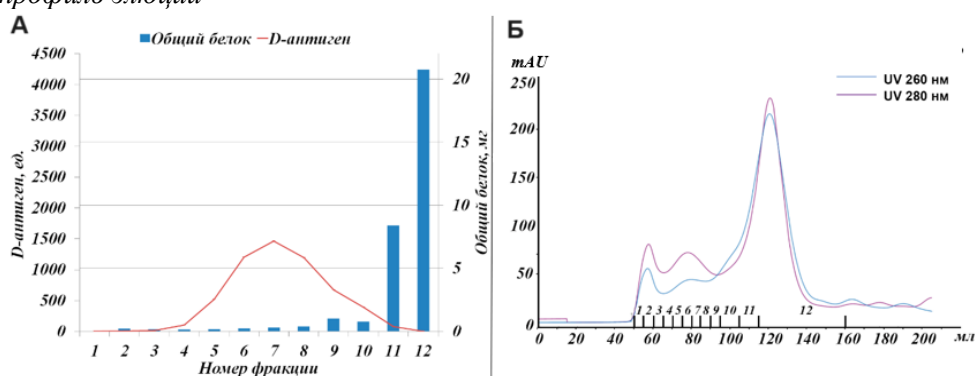 профилю элюции
А
Общий белок D-антиген
4500
4000
3500
3000
2500
2000
1500
1000
500
0
D-антиген, ед.
20
15
10
5
0
Общий белок, мг
1 2 3 4 5 6 7 8 9 10 11 12
Номер фракции
Б
mAU
250
200
150
100
50
0
UV 260 нм
UV 280 нм
1 2 3 4 5 6 7 8 9 10 11 12
0 20 40 60 80 100 120 140 160 180 200 мл